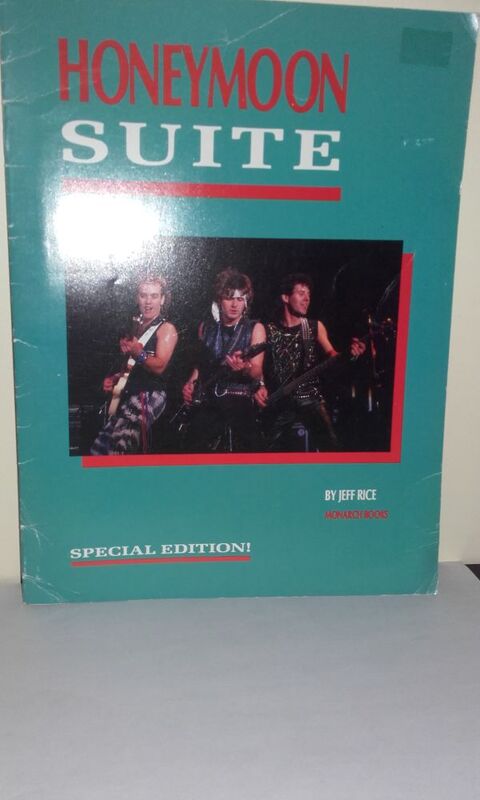 HONEYMOON
SUITE
BY JEFF RICE
MONARCH BOOKS
SPECIAL EDITION!